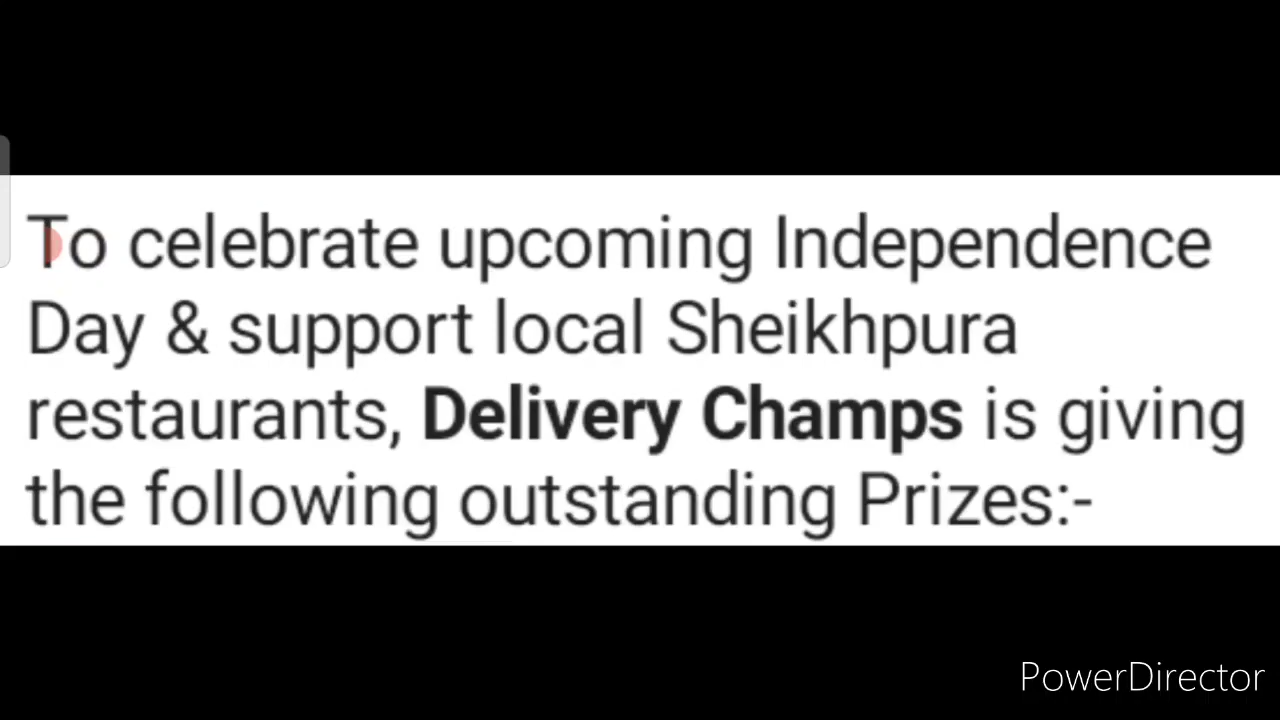 To celebrate upcoming Independence
Day & support local Sheikhpura
restaurants, Delivery Champs is giving
the following outstanding Prizes:-
PowerDirector